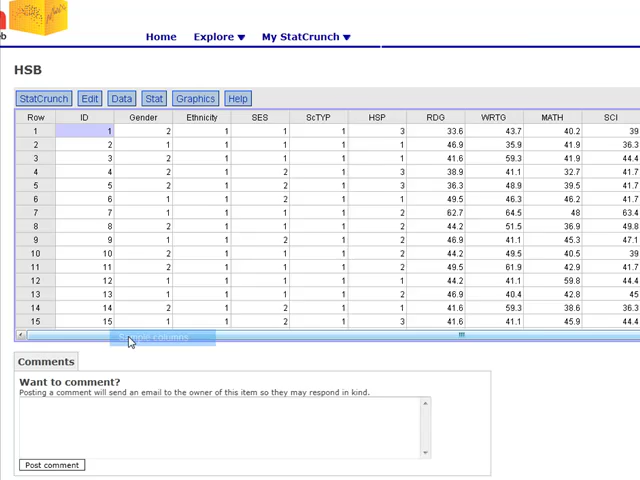 eb
Home Explore My StatCrunch
HSB
StatCrunch Edit Data Stat Graphics Help
Row ID Gender Ethnicity SES ScTYP HSP RDG WRTG MATH SCI
1 1 2 1 1 1 3 33.6 43.7 40.2 39
2 2 1 1 1 1 1 46.9 35.9 41.9 36.3
3 3 2 1 1 1 1 41.6 59.3 41.9 44.4
4 4 2 1 2 1 3 38.9 41.1 32.7 41.7
5 5 2 1 2 1 3 36.3 48.9 39.5 41.7
6 6 1 1 2 1 1 49.5 46.3 46.2 41.7
7 7 1 1 1 1 2 62.7 64.5 48 63.4
8 8 2 1 1 1 2 44.2 51.5 36.9 49.8
9 9 1 1 2 1 2 46.9 41.1 45.3 47.1
10 10 2 1 1 1 2 44.2 49.5 40.5 39
11 11 2 1 1 1 2 49.5 61.9 42.9 41.7
12 12 1 1 1 1 1 44.2 41.1 59.8 41.7
13 13 1 1 1 1 2 46.9 40.4 42.8 45
14 14 2 1 2 1 2 41.6 59.3 38.6 36.3
15 15 1 1 2 1 3 41.6 41.1 45.9 44.4
Sample columns
Comments
Want to comment?
Posting a comment will send an email to the owner of this item so they may respond in kind.
Post comment